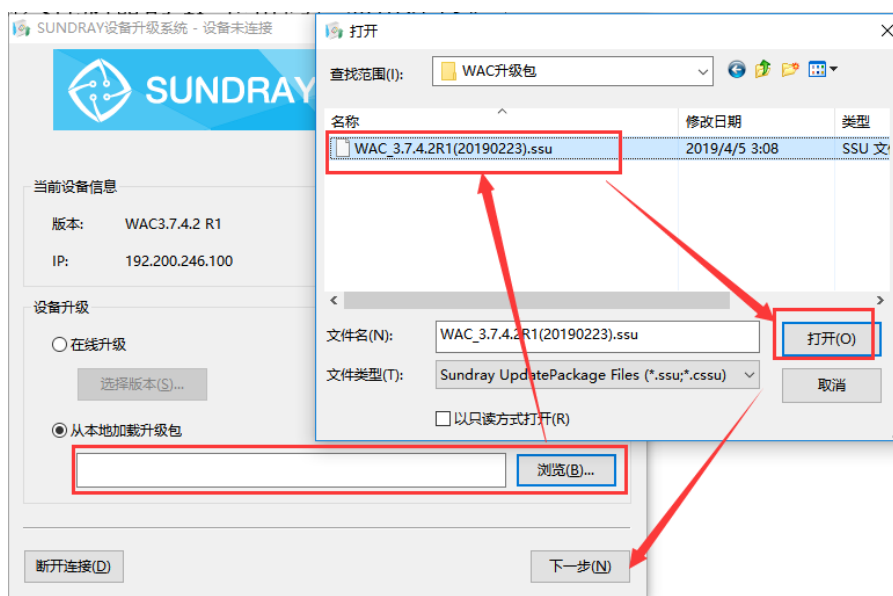 SUNDRAY设备升级系统 - 设备未连接
SUNDRAY
当前设备信息
版本: WAC3.7.4.2 R1
IP: 192.200.246.100
设备升级
在线升级
选择版本(S)...
从本地加载升级包
浏览(B)...
断开连接(D)
下一步(N)
打开
查找范围(I): WAC升级包
名称 修改日期 类型
WAC_3.7.4.2R1(20190223).ssu 2019/4/5 3:08 SSU
文件名(N): WAC_3.7.4.2R1(20190223).ssu
打开(O)
文件类型(T): Sundray UpdatePackage Files (*.ssu;*.cssu)
取消
以只读方式打开(R)